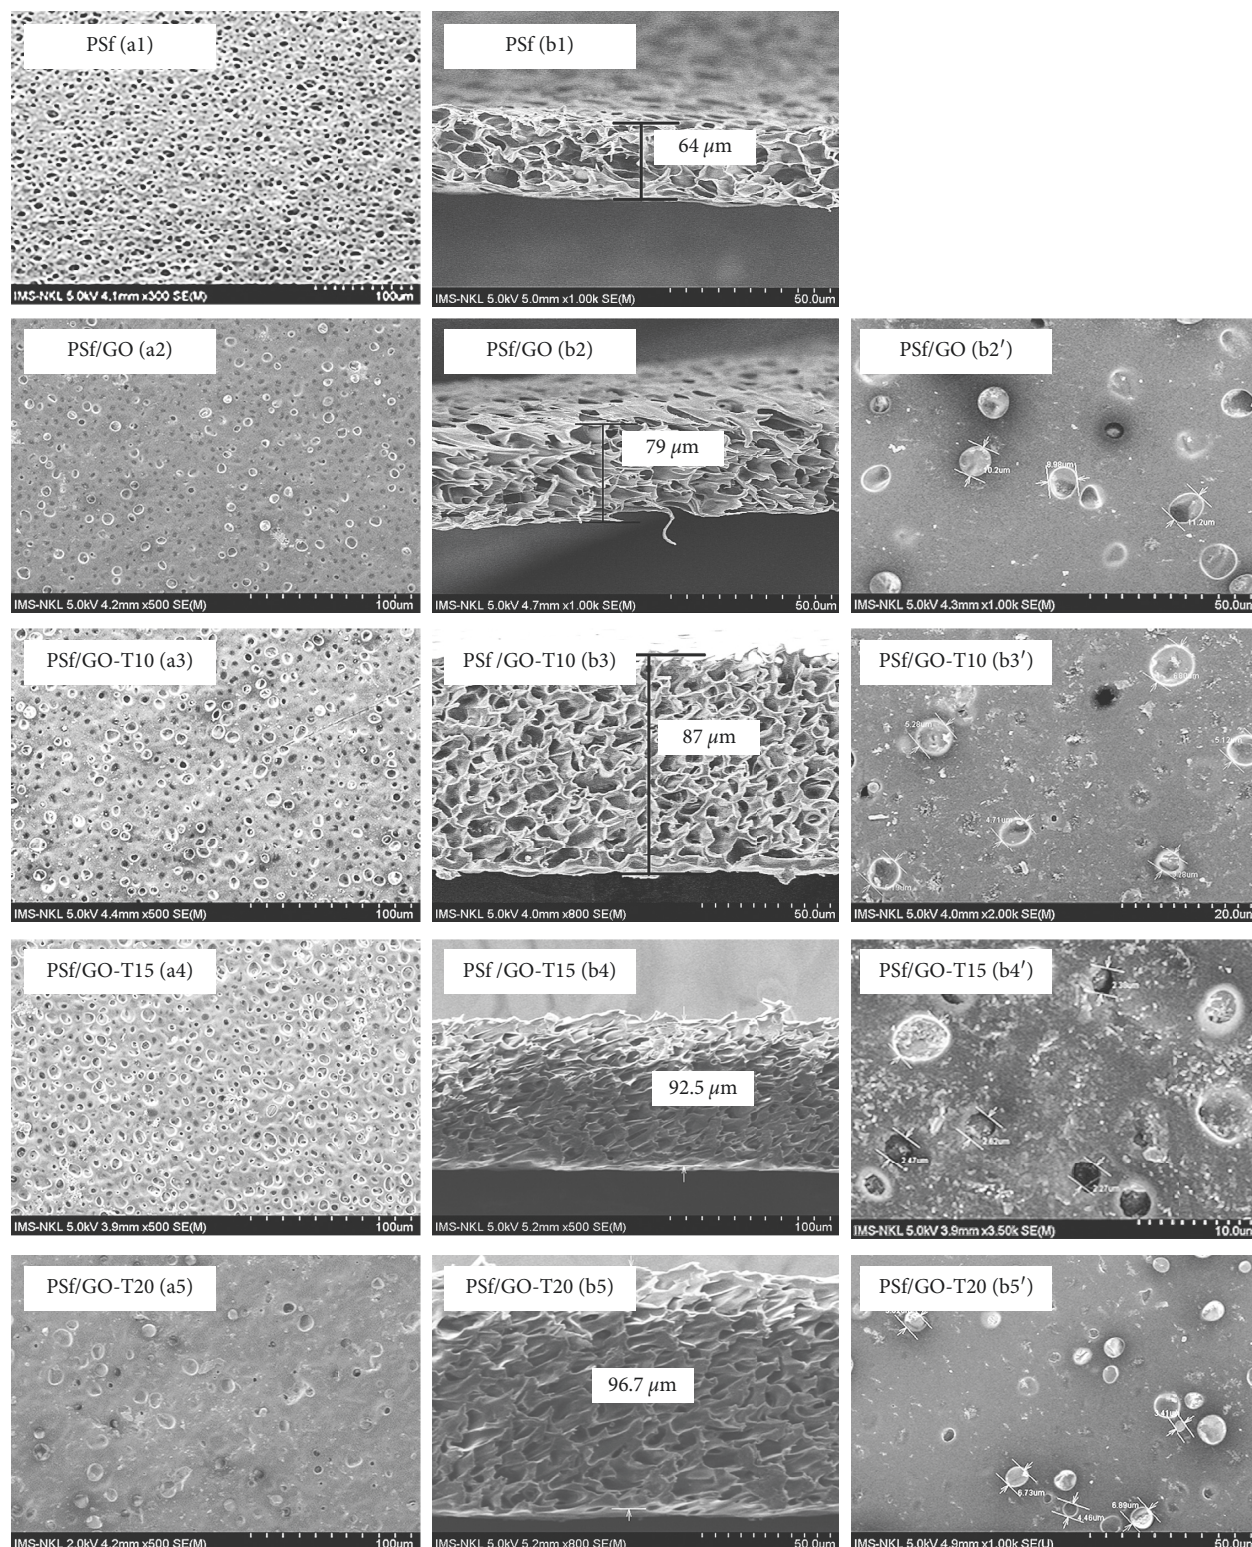 PSf (a1)
IMS-NKL 5.0kV 4.1mm x300 SE(M)
100um
PSf (b1)
64 μm
IMS-NKL 5.0kV 5.0mm x1.00k SE(M)
50.0um
PSf/GO (a2)
IMS-NKL 5.0kV 4.2mm x500 SE(M)
100um
PSf/GO (b2)
79 μm
IMS-NKL 5.0kV 4.7mm x1.00k SE(M)
50.0um
PSf/GO (b2′)
10.2um
8.98um
11.2um
IMS-NKL 5.0kV 4.3mm x1.00k SE(M)
50.0um
PSf/GO-T10 (a3)
IMS-NKL 5.0kV 4.4mm x500 SE(M)
100um
PSf /GO-T10 (b3)
87 μm
IMS-NKL 5.0kV 4.0mm x800 SE(M)
50.0um
PSf/GO-T10 (b3′)
5.28um
5.12um
4.71um
IMS-NKL 5.0kV 4.0mm x2.00k SE(M)
20.0um
PSf/GO-T15 (a4)
IMS-NKL 5.0kV 3.9mm x500 SE(M)
100um
PSf /GO-T15 (b4)
92.5 μm
IMS-NKL 5.0kV 5.2mm x500 SE(M)
100um
PSf/GO-T15 (b4′)
2.62um
2.47um
2.27um
IMS-NKL 5.0kV 3.9mm x3.50k SE(M)
10.0um
PSf/GO-T20 (a5)
IMS-NKL 2.0kV 4.2mm x500 SE(M)
100um
PSf/GO-T20 (b5)
96.7 μm
IMS-NKL 5.0kV 5.2mm x800 SE(M)
50.0um
PSf/GO-T20 (b5′)
3.41um
6.73um
6.89um
4.46um
IMS-NKL 5.0kV 4.9mm x1.00k SE(U)
50.0um